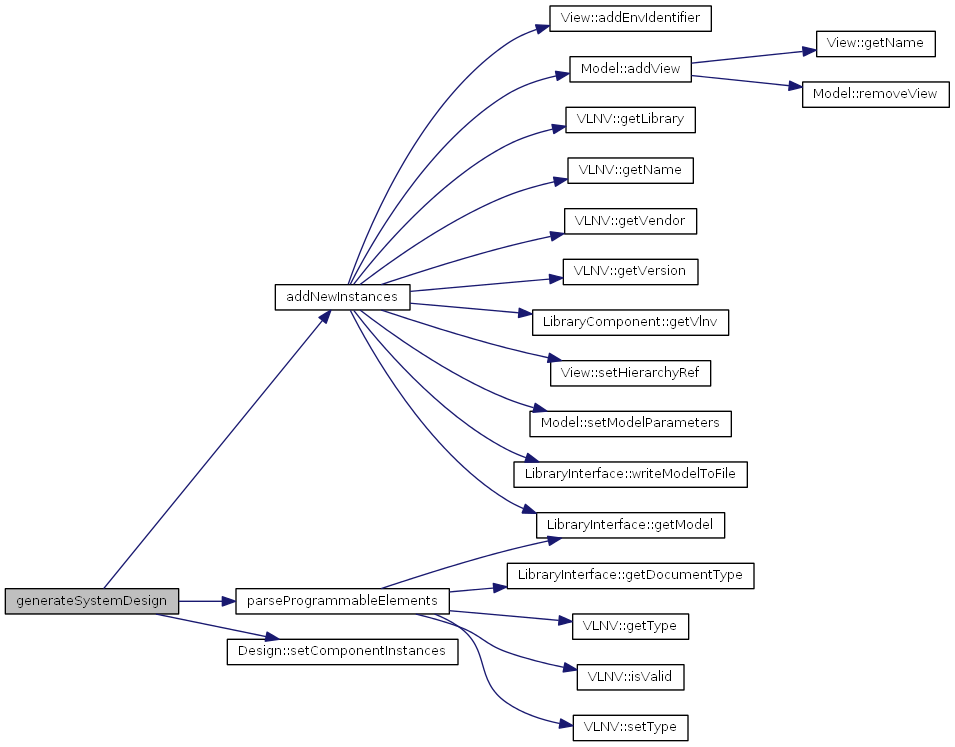 View::addEnvIdentifier
View::getName
Model::addView
Model::removeView
VLNV::getLibrary
VLNV::getName
VLNV::getVendor
VLNV::getVersion
addNewInstances
LibraryComponent::getVlnv
View::setHierarchyRef
Model::setModelParameters
LibraryInterface::writeModelToFile
LibraryInterface::getModel
LibraryInterface::getDocumentType
generateSystemDesign
parseProgrammableElements
VLNV::getType
Design::setComponentInstances
VLNV::isValid
VLNV::setType